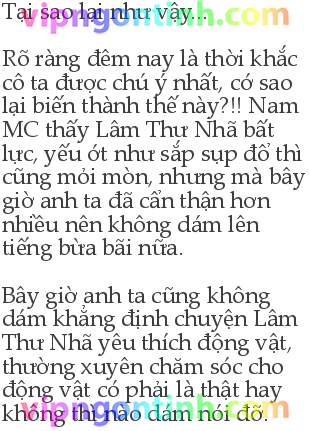 Tại sao lại như vậy...
vipngontinh.com
Rõ ràng đêm nay là thời khắc
cô ta được chú ý nhất, có sao
lại biến thành thế này?!! Nam
MC thấy Lâm Thư Nhã bất
lực, yếu ớt như sắp sụp đổ thì
cũng mỏi mòn, nhưng mà bây
giờ anh ta đã cẩn thận hơn
nhiều nên không dám lên
tiếng bừa bãi nữa.
Bây giờ anh ta cũng không
dám khẳng định chuyện Lâm
Thư Nhã yêu thích động vật,
thường xuyên chăm sóc cho
động vật có phải là thật hay
không thì nào dám nói đỡ.
vipngontinh.com